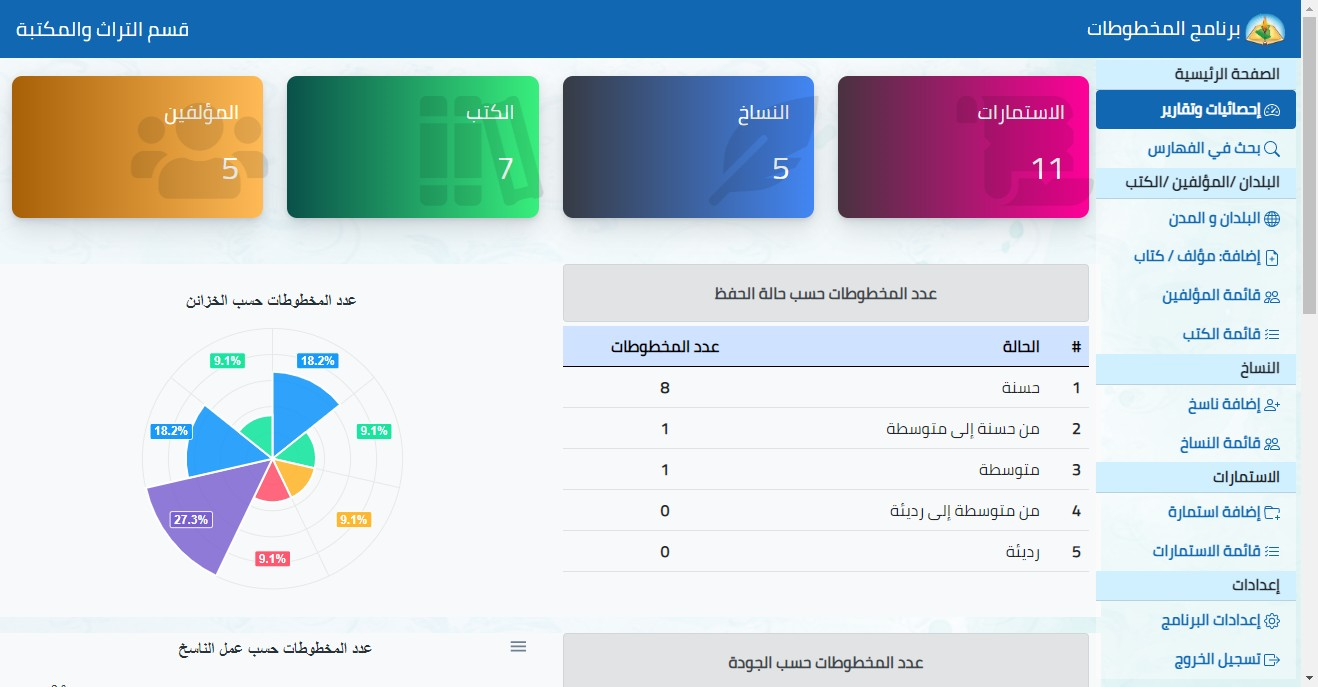 برنامج المخطوطات
قسم التراث والمكتبة
الصفحة الرئيسية
إحصائيات وتقارير
بحث في الفهارس
البلدان /المؤلفين /الكتب
البلدان و المدن
إضافة: مؤلف / كتاب
قائمة المؤلفين
قائمة الكتب
النساخ
إضافة ناسخ
قائمة النساخ
الاستمارات
إضافة استمارة
قائمة الاستمارات
إعدادات
إعدادات البرنامج
تسجيل الخروج
الاستمارات
11
النساخ
5
الكتب
7
المؤلفين
5
عدد المخطوطات حسب حالة الحفظ
# الحالة عدد المخطوطات
1 حسنة 8
2 من حسنة إلى متوسطة 1
3 متوسطة 1
4 من متوسطة إلى رديئة 0
5 رديئة 0
عدد المخطوطات حسب الخزائن
18.2%
9.1%
9.1%
9.1%
27.3%
18.2%
9.1%
عدد المخطوطات حسب الجودة
عدد المخطوطات حسب عمل الناسخ